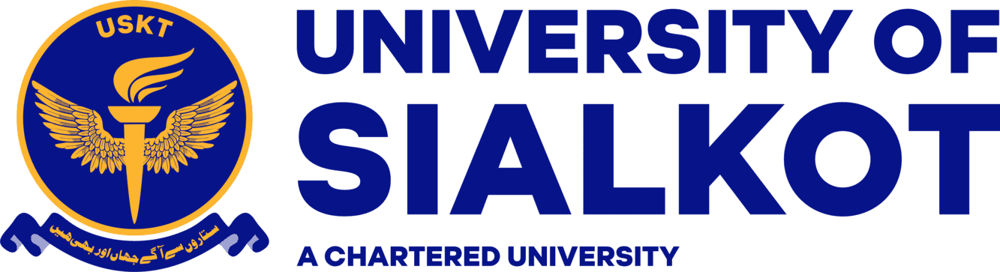 USKT
ستاروں سے آگے جہاں اور بھی ہیں
UNIVERSITY OF
SIALKOT
A CHARTERED UNIVERSITY